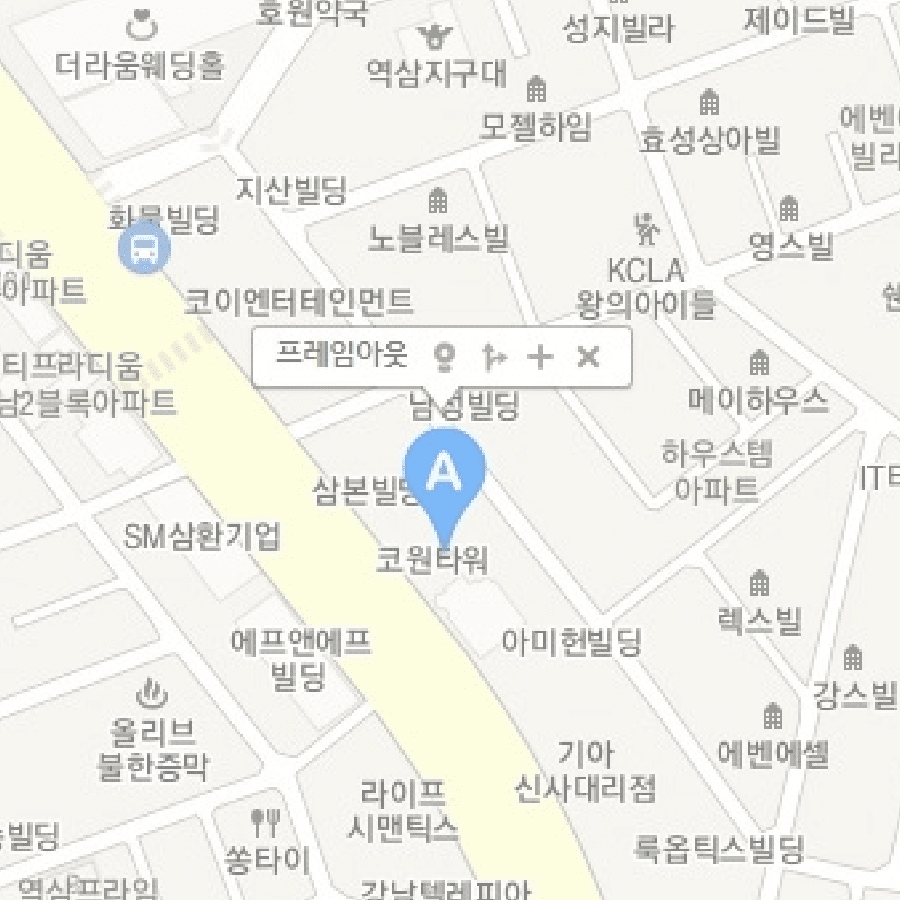 호원약국
성지빌라
제이드빌
더라움웨딩홀
역삼지구대
모젤하임
효성상아빌
에벤
빌라
지산빌딩
화물빌딩
노블레스빌
영스빌
디움
아파트
KCLA
왕의아이들
코이엔터테인먼트
프레임아웃
티프라디움
남2블록아파트
남성빌딩
메이하우스
하우스템
아파트
A
삼본빌딩
ITE
SM삼환기업
코원타워
렉스빌
에프앤에프
빌딩
아미헌빌딩
강스빌
올리브
불한증막
에벤에셀
기아
신사대리점
라이프
시맨틱스
빌딩
쏭타이
룩옵틱스빌딩
역삼프라임
강남텔레피아